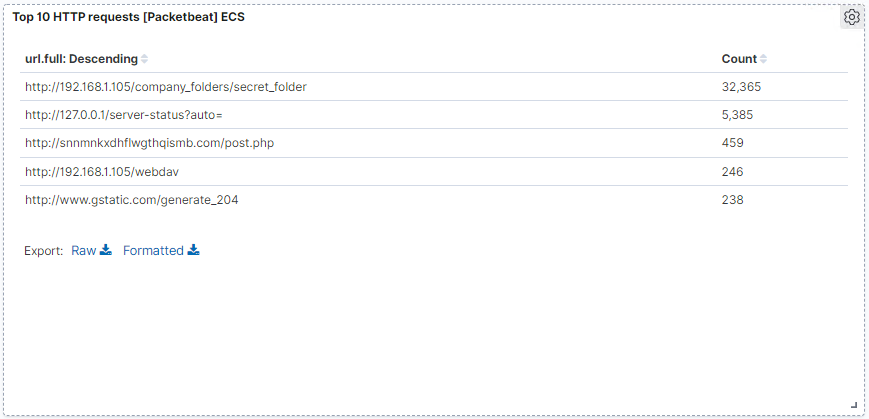 Top 10 HTTP requests [Packetbeat] ECS
url.full: Descending Count
http://192.168.1.105/company_folders/secret_folder 32,365
http://127.0.0.1/server-status?auto= 5,385
http://snnmnkxdhflwgthqismb.com/post.php 459
http://192.168.1.105/webdav 246
http://www.gstatic.com/generate_204 238
Export: Raw Formatted